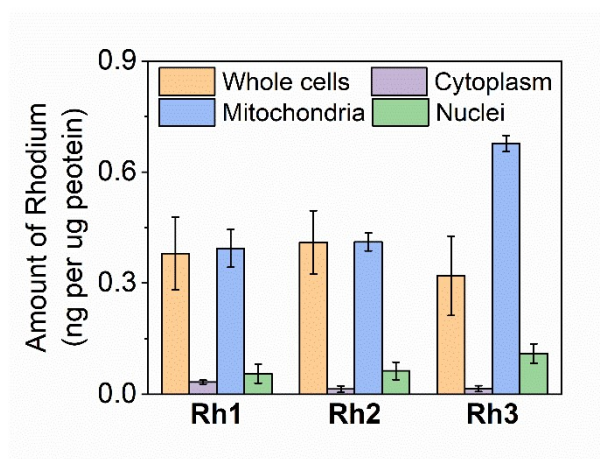 0.9
0.6
0.3
0.0
Amount of Rhodium
(ng per ug peotein)
Whole cells
Cytoplasm
Mitochondria
Nuclei
Rh1
Rh2
Rh3